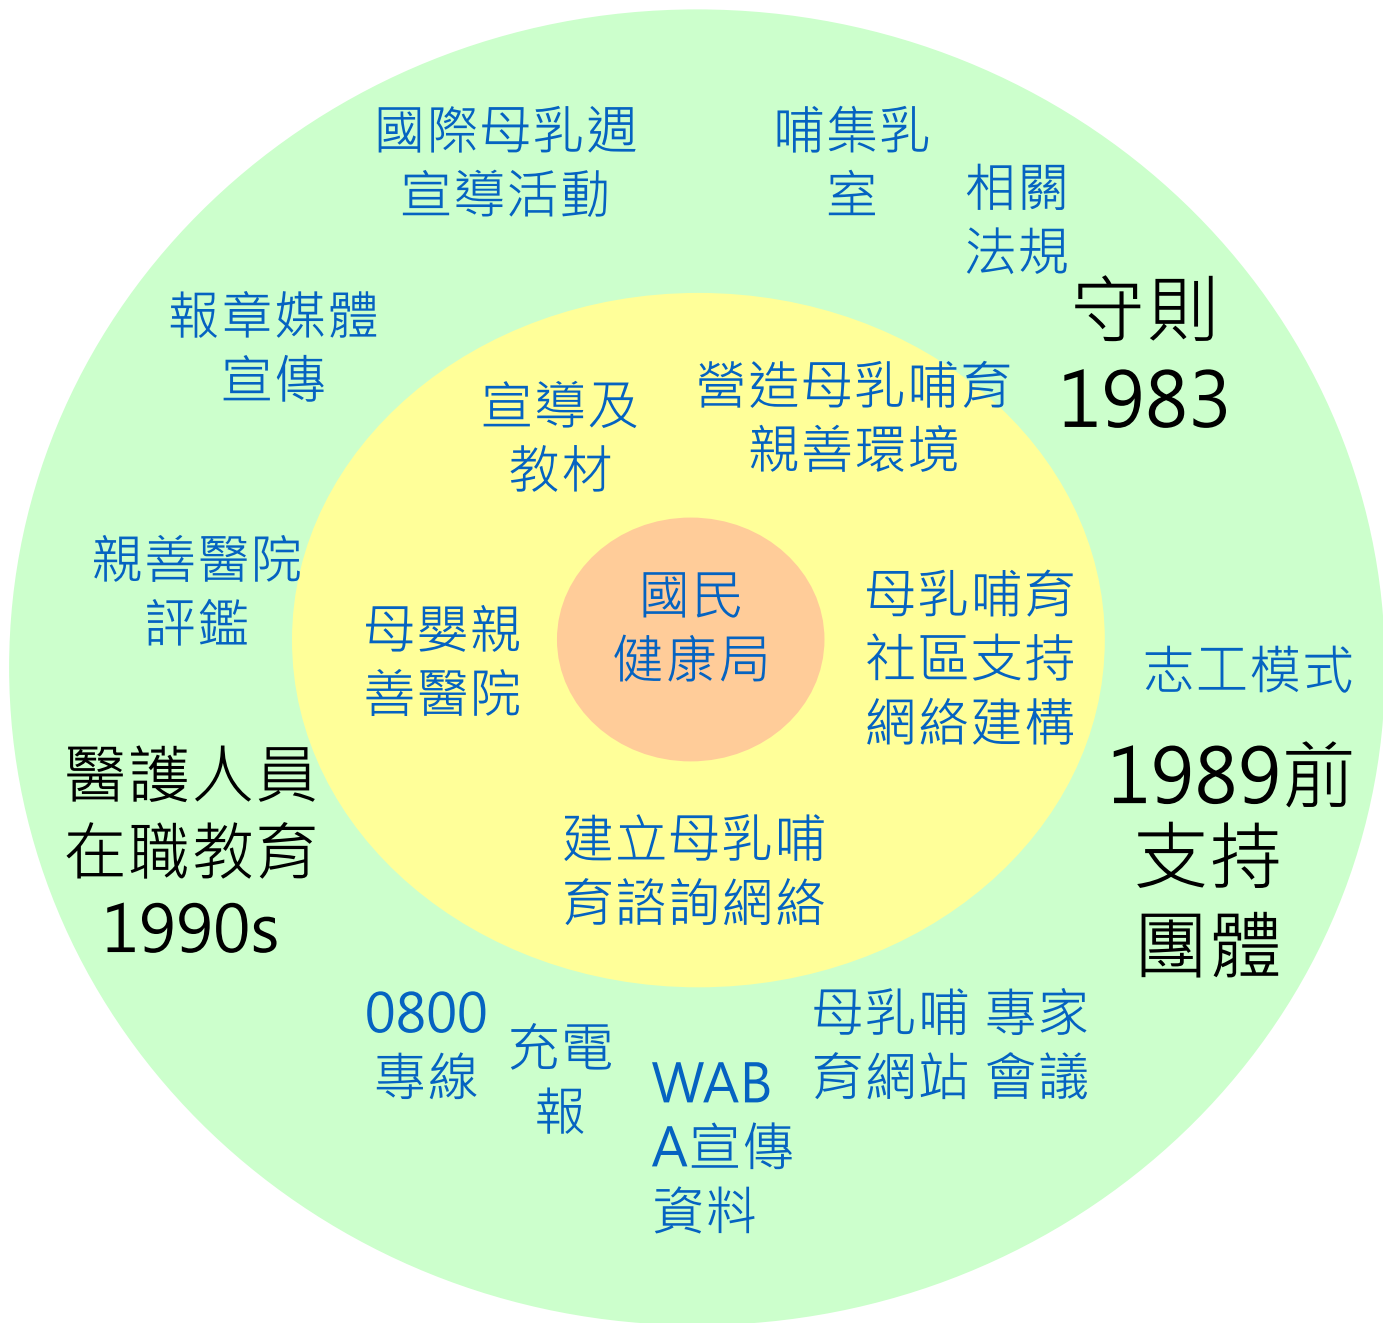 國際母乳週
宣導活動
哺集乳
室
相關
法規
守則
1983
報章媒體
宣傳
宣導及
教材
營造母乳哺育
親善環境
親善醫院
評鑑
母嬰親
善醫院
國民
健康局
母乳哺育
社區支持
網絡建構
志工模式
醫護人員
在職教育
1990s
1989前
支持
團體
建立母乳哺
育諮詢網絡
0800
專線
充電
報
WAB
A宣傳
資料
母乳哺
育網站
專家
會議